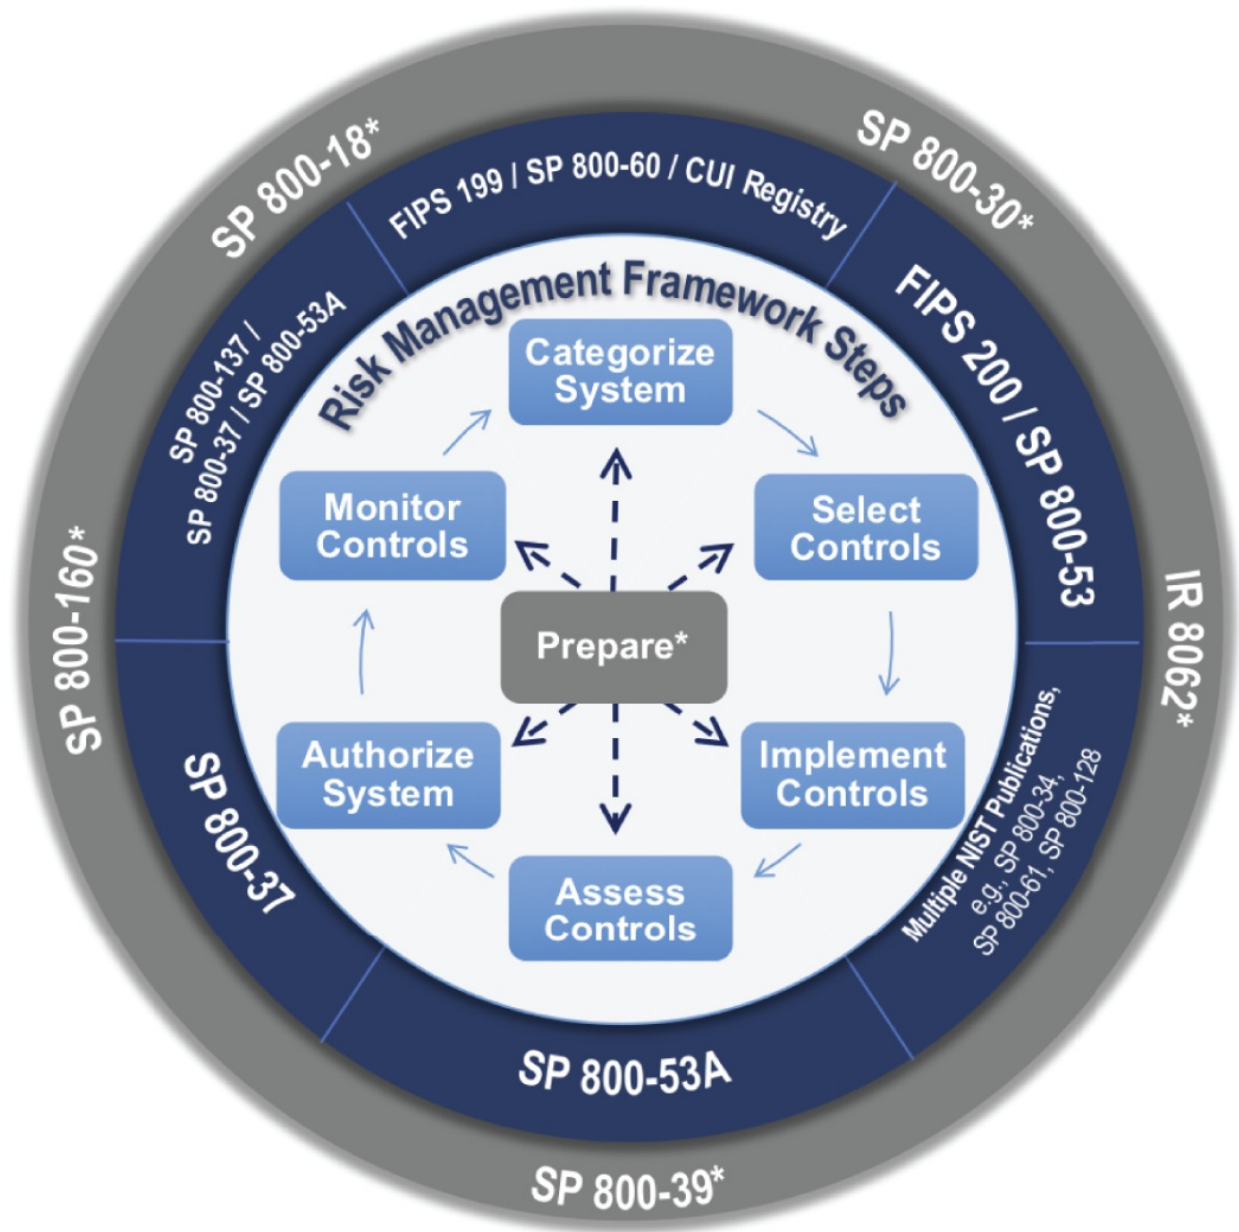 SP 800-18*
SP 800-30*
FIPS 199 / SP 800-60 / CUI Registry
FIPS 200 / SP 800-53
SP 800-137 /
SP 800-37 / SP 800-53A
Risk Management Framework Steps
Categorize
System
Monitor
Controls
Select
Controls
Prepare*
SP 800-160*
IR 8062*
Authorize
System
Implement
Controls
Assess
Controls
SP 800-37
Multiple NIST Publications,
e.g., SP 800-34,
SP 800-61, SP 800-128
SP 800-53A
SP 800-39*